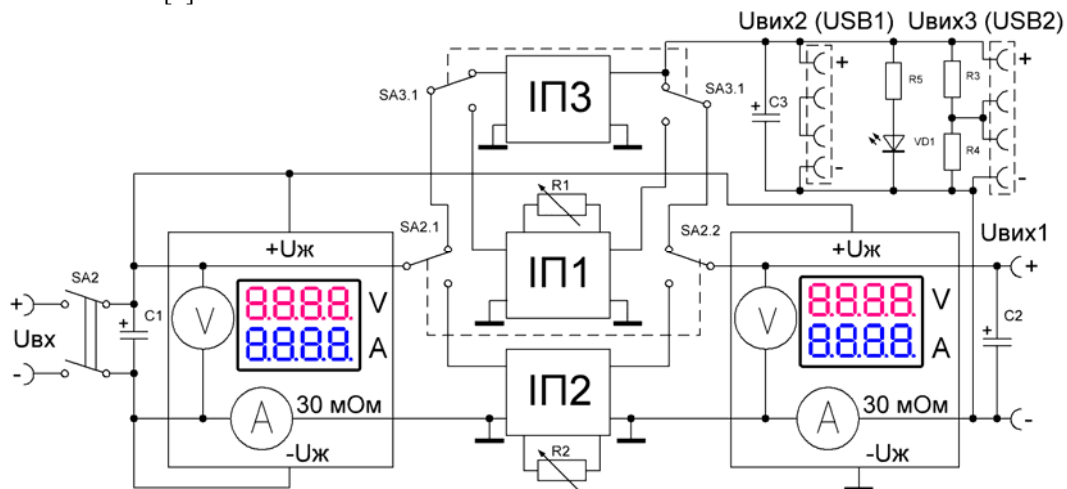 Uвих2 (USB1) Uвих3 (USB2)
+ +
R5 R3
C3
+
SA3.1 ІП3 SA3.1
VD1 R4
- -
R1
SA2.1 SA2.2
+Uж ІП1 +Uж Uвих1
SA2 +
+ C1 V 8.8.8.8. V V 8.8.8.8. V C2
+ +
Uвх 8.8.8.8. A 8.8.8.8. A
-
ІП2
A 30 мОм A 30 мОм
-
R2
-Uж -Uж